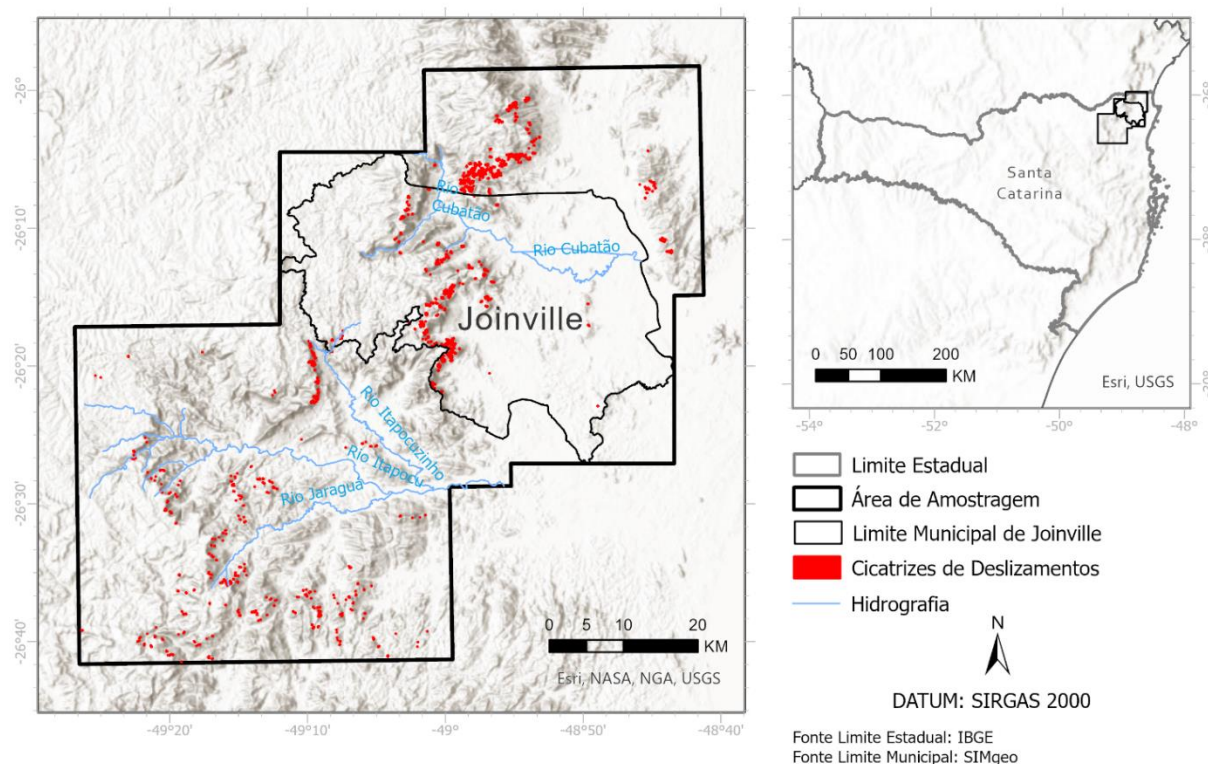 -26°
-26°10'
-26°20'
-26°30'
-26°40'
-49°20'
-49°10'
-49°
-48°50'
-48°40'
Rio
Cubatão
Rio Cubatão
Joinville
Rio Itapocuzinho
Rio Itapocu
Rio Jaraguá
0 5 10 20
KM
Esri, NASA, NGA, USGS
Santa
Catarina
0 50 100 200
KM
Esri, USGS
-54°
-52°
-50°
-48°
-26°
-28°
Limite Estadual
Área de Amostragem
Limite Municipal de Joinville
Cicatrizes de Deslizamentos
Hidrografia
N
DATUM: SIRGAS 2000
Fonte Limite Estadual: IBGE
Fonte Limite Municipal: SIMgeo